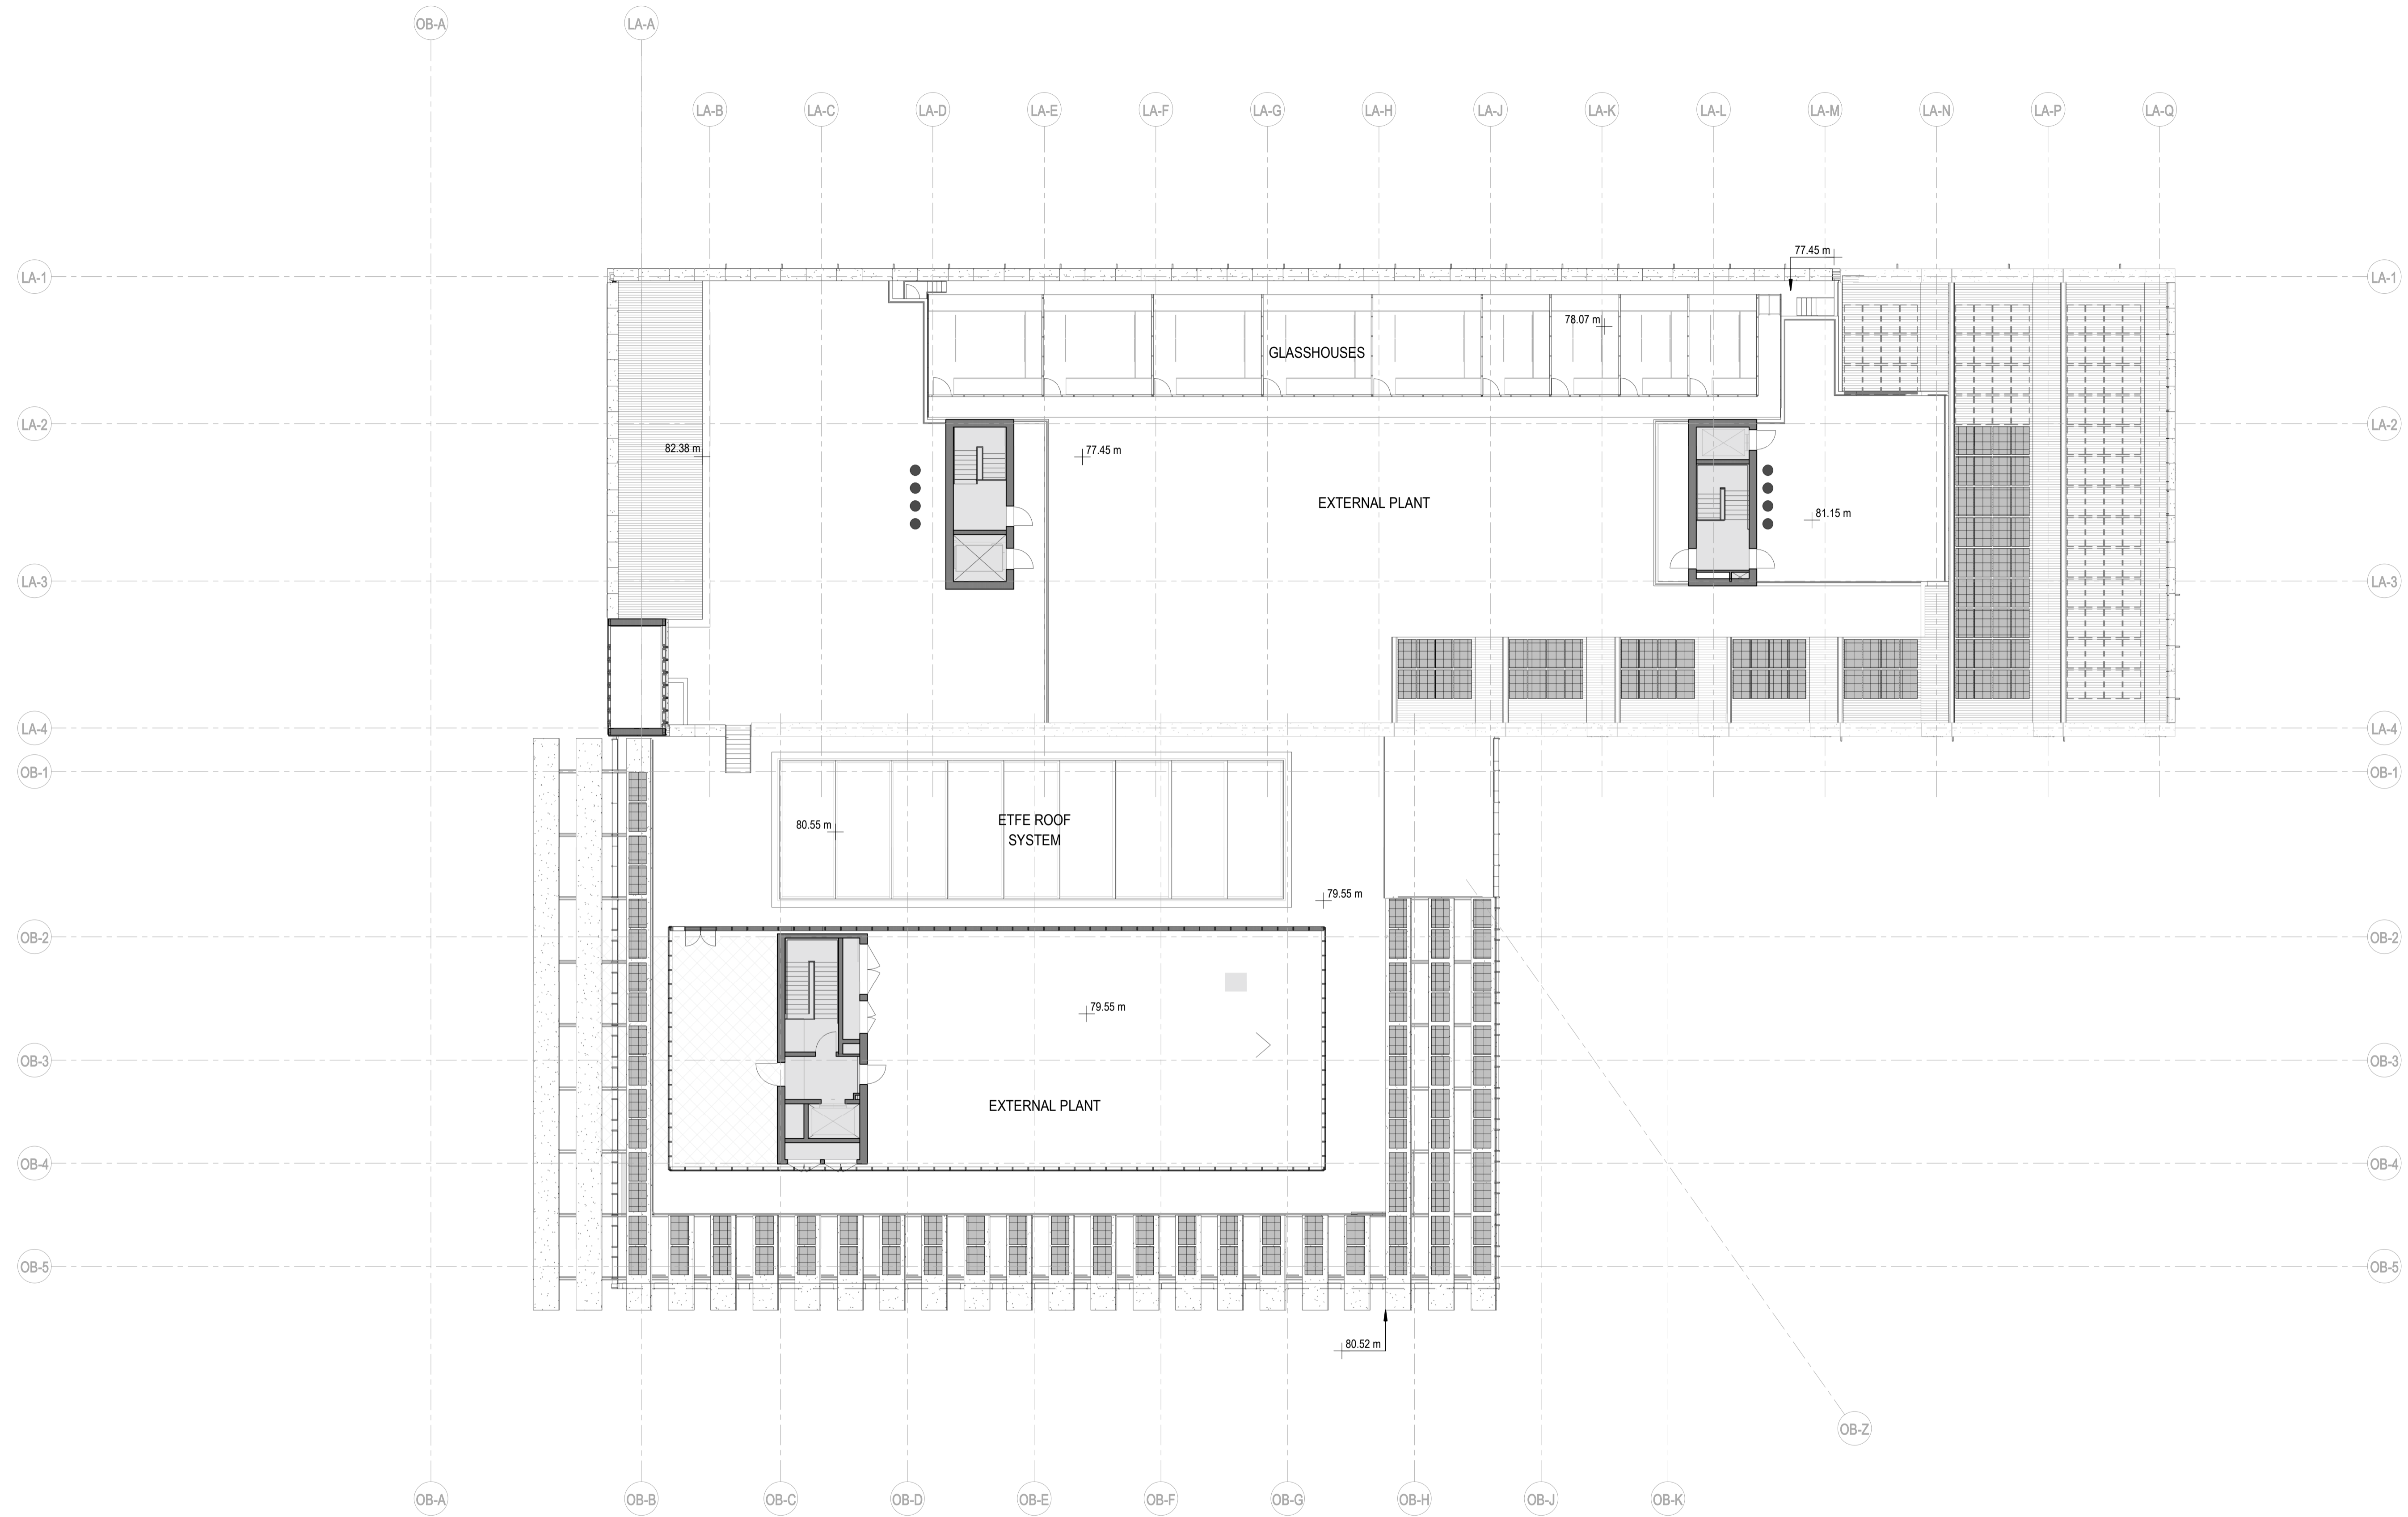 OB-A
LA-A
LA-B
LA-C
LA-D
LA-E
LA-F
LA-G
LA-H
LA-J
LA-K
LA-L
LA-M
LA-N
LA-P
LA-Q
77.45 m
LA-1
LA-1
78.07 m
GLASSHOUSES
LA-2
LA-2
82.38 m
77.45 m
EXTERNAL PLANT
81.15 m
LA-3
LA-3
LA-4
LA-4
OB-1
OB-1
80.55 m
ETFE ROOF
SYSTEM
79.55 m
OB-2
OB-2
79.55 m
OB-3
OB-3
EXTERNAL PLANT
OB-4
OB-4
OB-5
OB-5
80.52 m
OB-Z
OB-A
OB-B
OB-C
OB-D
OB-E
OB-F
OB-G
OB-H
OB-J
OB-K